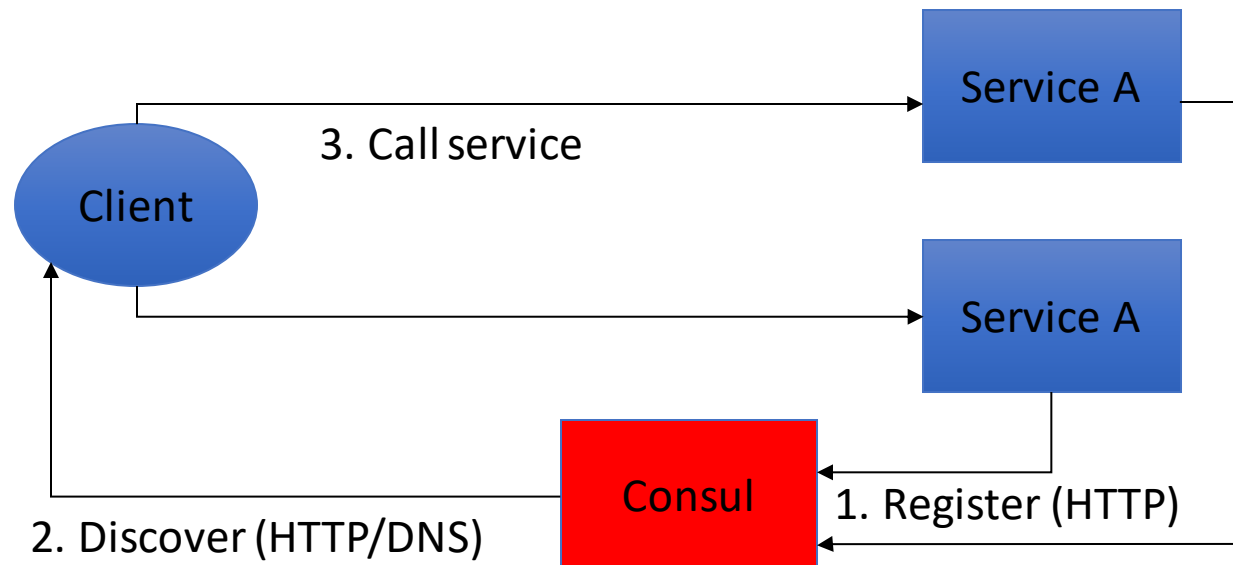 Service A
3. Call service
Client
Service A
Consul
1. Register (HTTP)
2. Discover (HTTP/DNS)